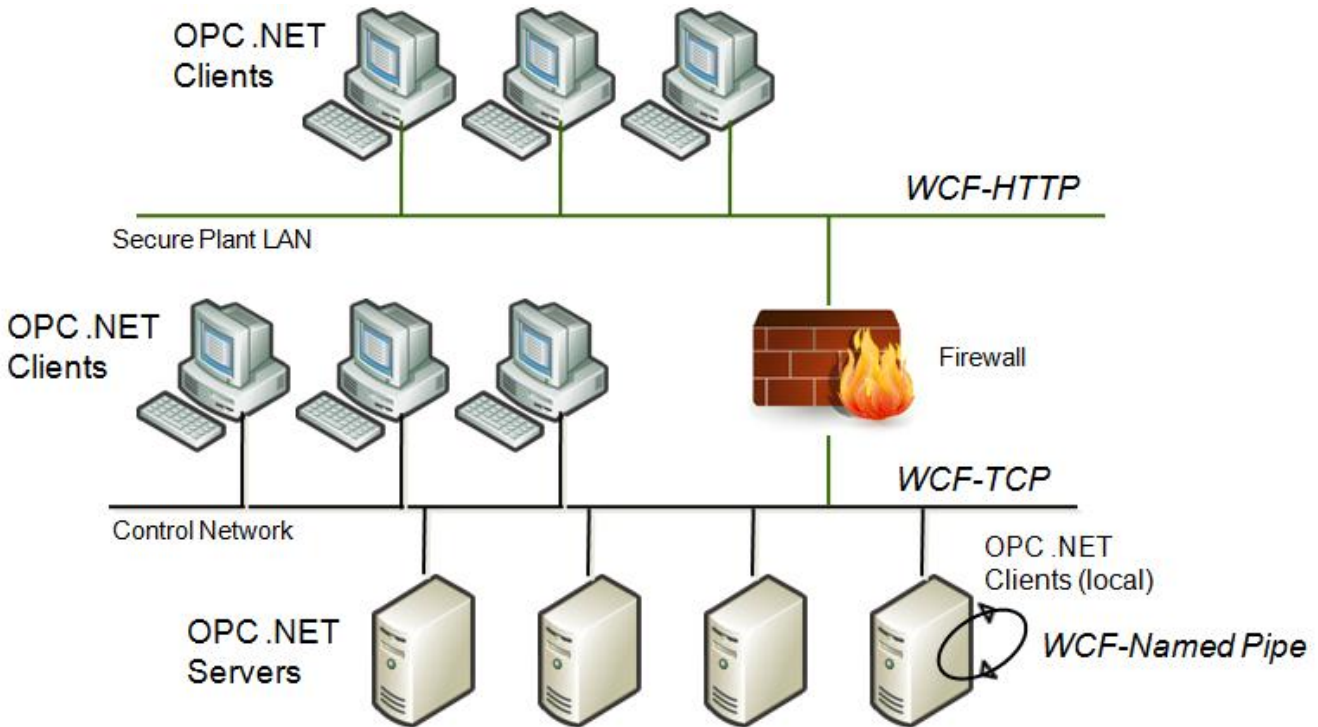 OPC .NET
Clients
WCF-HTTP
Secure Plant LAN
OPC .NET
Clients
Firewall
WCF-TCP
Control Network
OPC .NET
Clients (local)
OPC .NET
Servers
WCF-Named Pipe